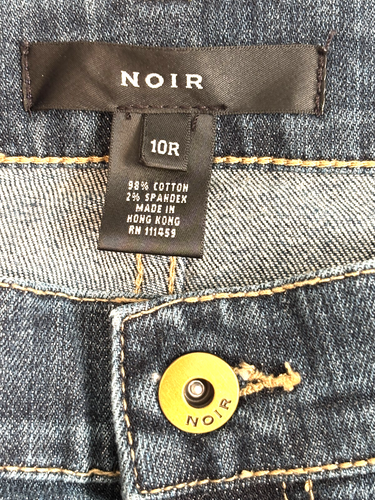 NOIR
10R
98% COTTON
2% SPANDEX
MADE IN
HONG KONG
RN 111459
NOIR